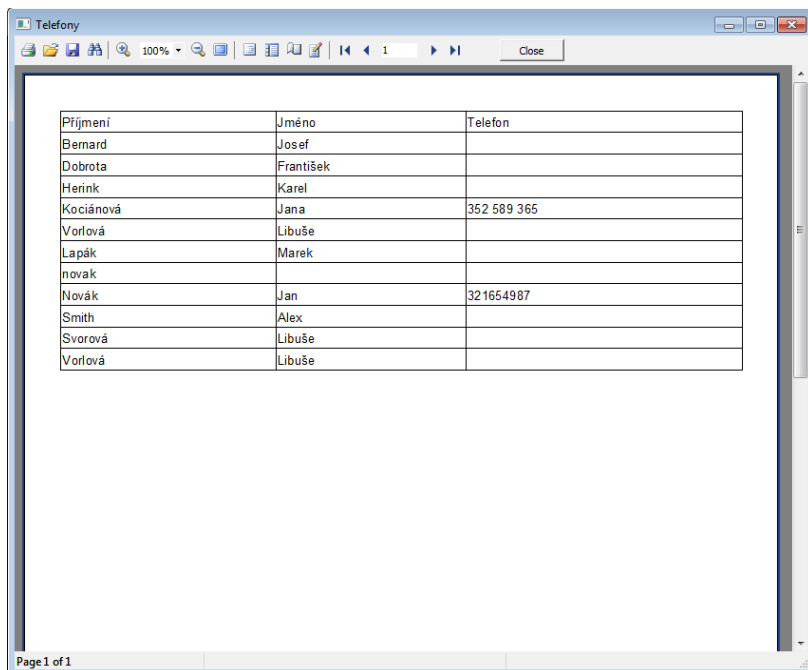 Telefony
100% 1 Close
Příjmení Jméno Telefon
Bernard Josef
Dobrota František
Herink Karel
Kociánová Jana 352 589 365
Vorlová Libuše
Lapák Marek
novak
Novák Jan 321654987
Smith Alex
Svorová Libuše
Vorlová Libuše
Page 1 of 1